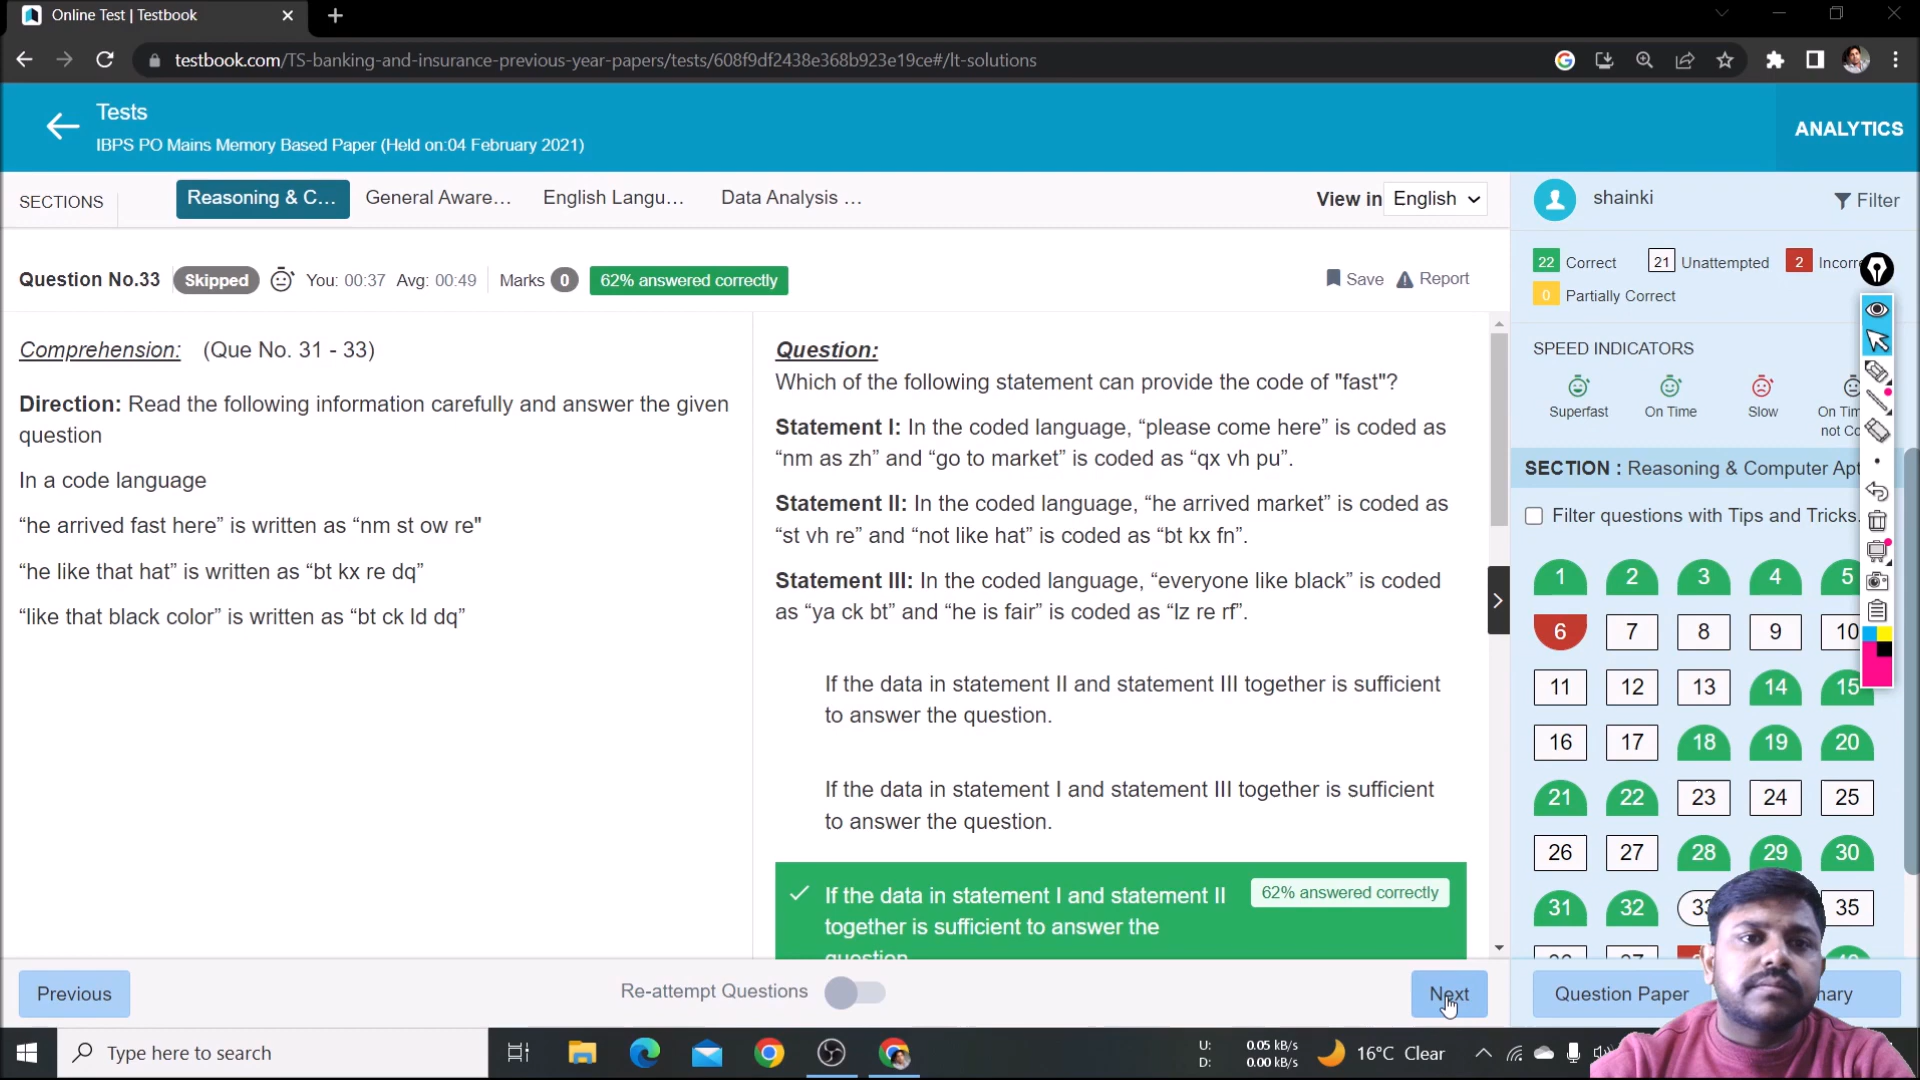 Online Test | Testbook
testbook.com/TS-banking-and-insurance-previous-year-papers/tests/608f9df2438e368b923e19ce#/lt-solutions
Tests
IBPS PO Mains Memory Based Paper (Held on:04 February 2021)
ANALYTICS
SECTIONS
Reasoning & C...
General Aware...
English Langu...
Data Analysis ...
View in English
shainki
Filter
Question No.33 Skipped You: 00:37 Avg: 00:49 Marks 0 62% answered correctly
Save Report
22 Correct 21 Unattempted 2 Incorre
0 Partially Correct
Comprehension: (Que No. 31 - 33)
Direction: Read the following information carefully and answer the given
question
In a code language
“he arrived fast here” is written as “nm st ow re"
“he like that hat” is written as “bt kx re dq”
“like that black color” is written as “bt ck ld dq”
Question:
Which of the following statement can provide the code of "fast"?
Statement I: In the coded language, “please come here” is coded as
“nm as zh” and “go to market” is coded as “qx vh pu”.
Statement II: In the coded language, “he arrived market” is coded as
“st vh re” and “not like hat” is coded as “bt kx fn”.
Statement III: In the coded language, “everyone like black” is coded
as “ya ck bt” and “he is fair” is coded as “lz re rf”.
If the data in statement II and statement III together is sufficient
to answer the question.
If the data in statement I and statement III together is sufficient
to answer the question.
If the data in statement I and statement II
together is sufficient to answer the
question
62% answered correctly
SPEED INDICATORS
Superfast
On Time
Slow
On Tim
not Co
SECTION : Reasoning & Computer Apt
Filter questions with Tips and Tricks.
1 2 3 4 5
6 7 8 9 10
11 12 13 14 15
16 17 18 19 20
21 22 23 24 25
26 27 28 29 30
31 32 33 35
Previous
Re-attempt Questions
Next
Question Paper
Type here to search
U: 0.05 kB/s
D: 0.00 kB/s
16°C Clear